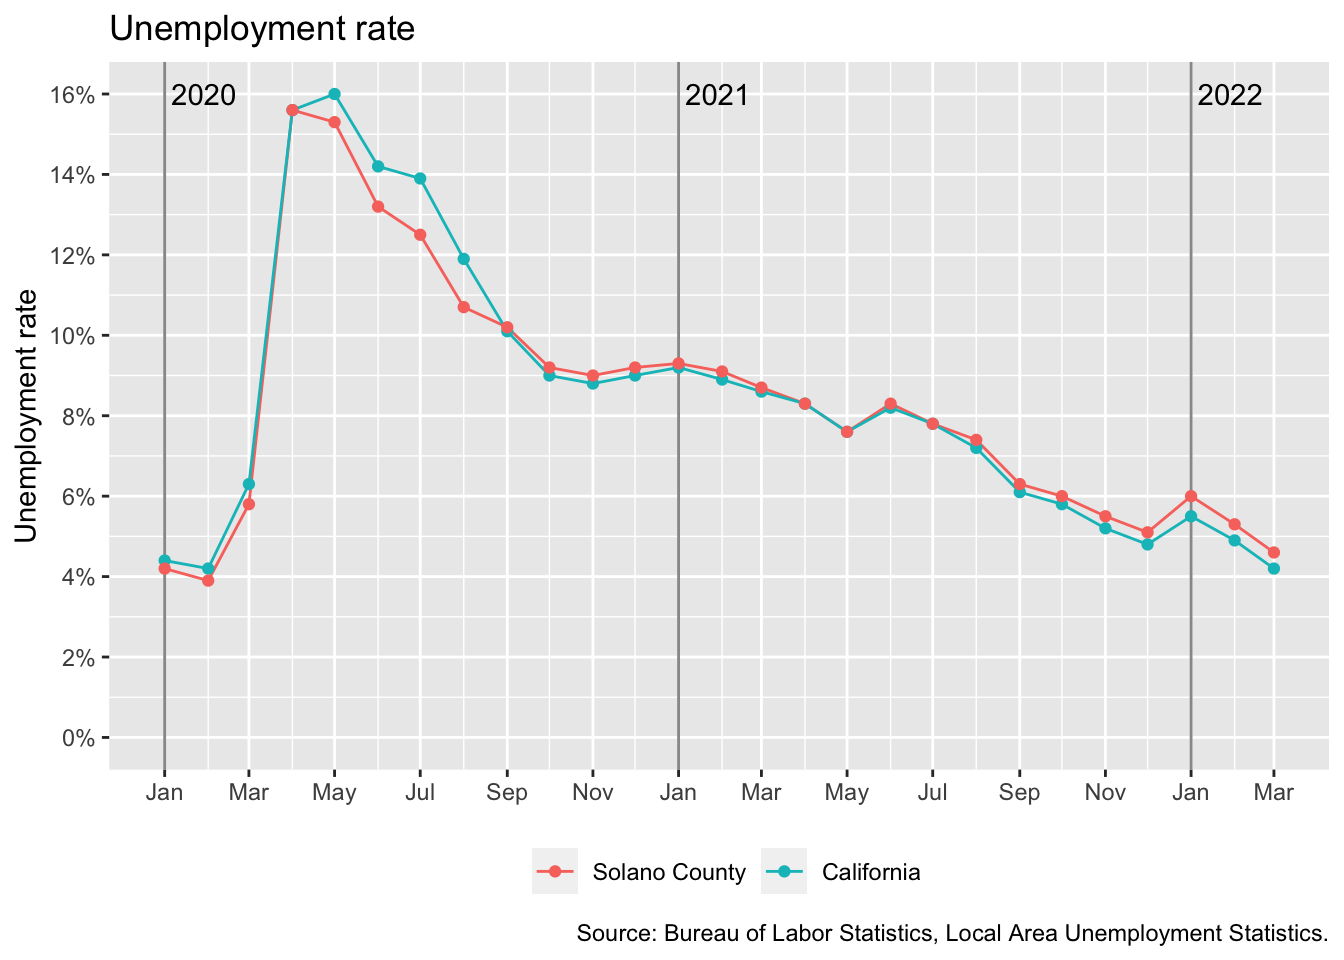 Unemployment rate
2020 2021 2022
Unemployment rate
16%
14%
12%
10%
8%
6%
4%
2%
0%
Jan Mar May Jul Sep Nov Jan Mar May Jul Sep Nov Jan Mar
Solano County California
Source: Bureau of Labor Statistics, Local Area Unemployment Statistics.